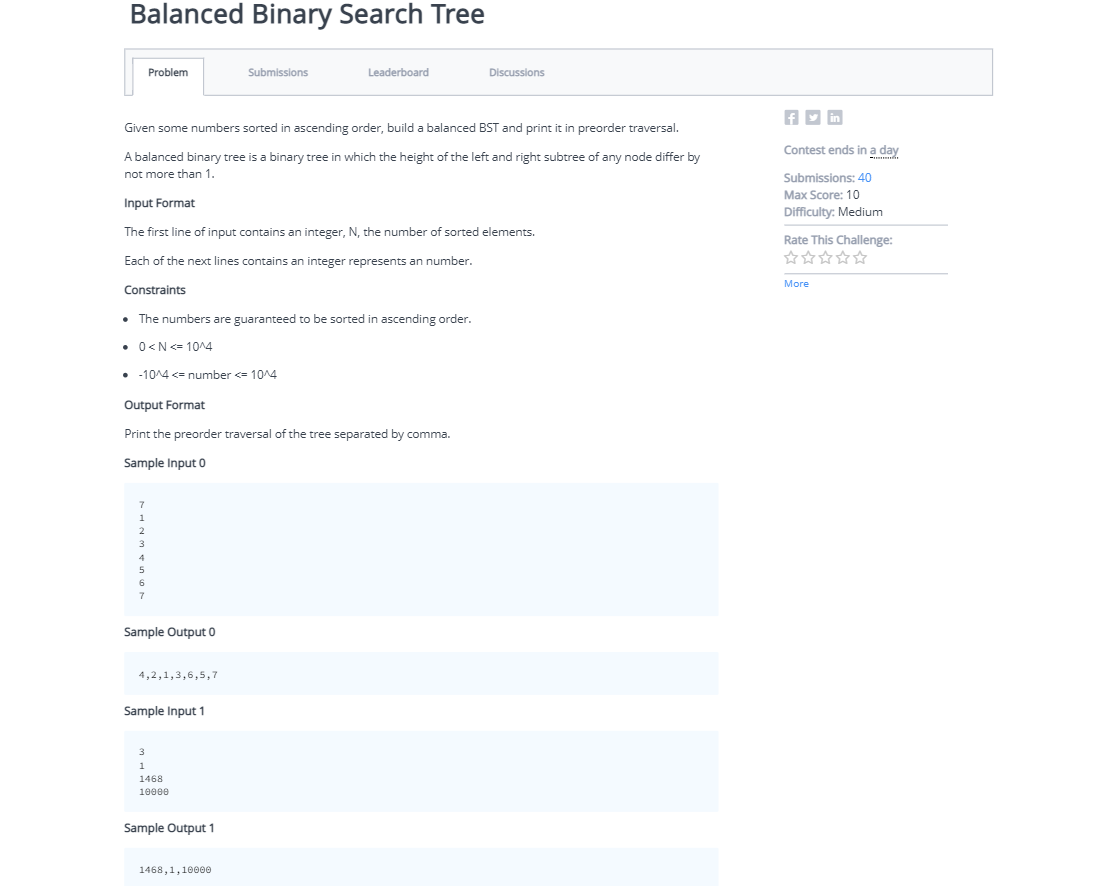 Balanced Binary Search Tree
Problem
Submissions
Leaderboard
Discussions
Given some numbers sorted in ascending order, build a balanced BST and print it in preorder traversal.
A balanced binary tree is a binary tree in which the height of the left and right subtree of any node differ by
not more than 1.
Input Format
The first line of input contains an integer, N, the number of sorted elements.
Each of the next lines contains an integer represents an number.
Constraints
The numbers are guaranteed to be sorted in ascending order.
0 < N <= 10^4
-10^4 <= number <= 10^4
Output Format
Print the preorder traversal of the tree separated by comma.
Sample Input 0
7
1
2
3
4
5
6
7
Sample Output 0
4,2,1,3,6,5,7
Sample Input 1
3
1
1468
10000
Sample Output 1
1468,1,10000
Contest ends in a day
Submissions: 40
Max Score: 10
Difficulty: Medium
Rate This Challenge:
More